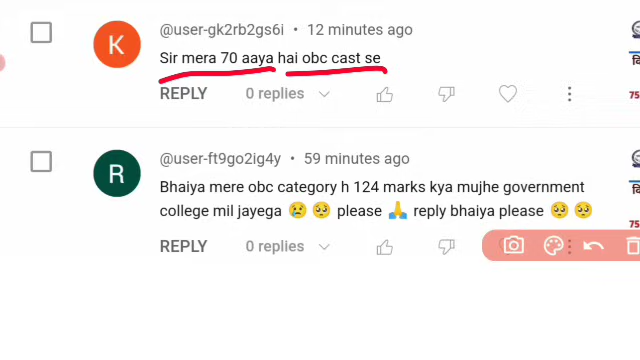 K
@user-gk2rb2gs6i • 12 minutes ago
Sir mera 70 aaya hai obc cast se
REPLY 0 replies
R
@user-ft9go2ig4y • 59 minutes ago
Bhaiya mere obc category h 124 marks kya mujhe government
college mil jayega 😢 🥺 please 🙏 reply bhaiya please 🥺 🥺
REPLY 0 replies
वि
75
वि
75